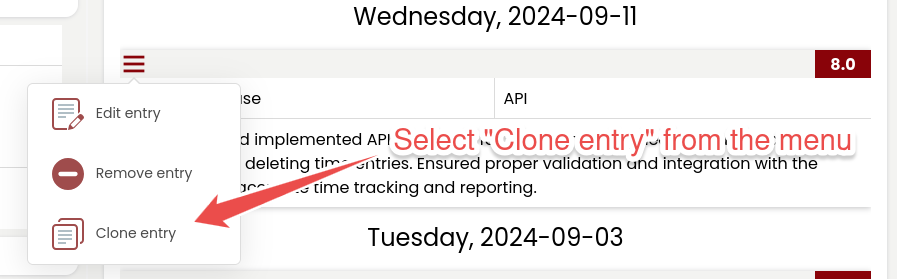 Wednesday, 2024-09-11
8.0
API
Edit entry
d implemented API
Select "Clone entry" from the menu
deleting time entries. Ensured proper validation and integration with the
Remove entry
time tracking and reporting.
Clone entry
Tuesday, 2024-09-03